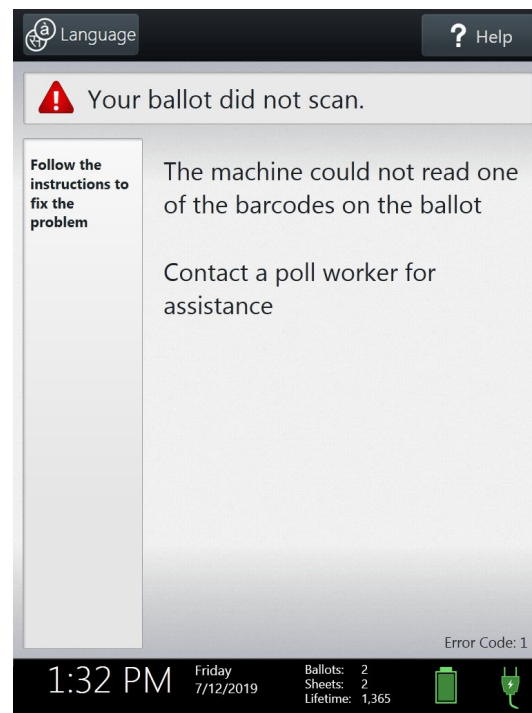 Language
? Help
Your ballot did not scan.
Follow the
instructions to
fix the
problem
The machine could not read one
of the barcodes on the ballot
Contact a poll worker for
assistance
Error Code: 1
1:32 PM
Friday
7/12/2019
Ballots: 2
Sheets: 2
Lifetime: 1,365